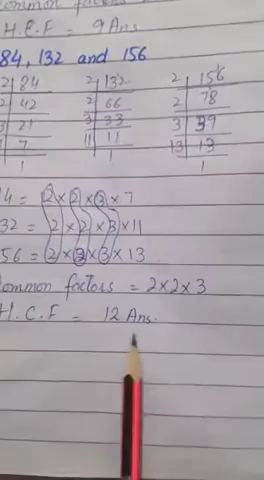 Common factors =
H.C.F = 9 Ans
84, 132 and 156
2 | 84
2 | 42
3 | 21
7 | 7
1
2 | 132
2 | 66
3 | 33
11 | 11
1
2 | 156
2 | 78
3 | 39
13 | 13
1
84 = 2 × 2 × 3 × 7
132 = 2 × 2 × 3 × 11
156 = 2 × 2 × 3 × 13
Common factors = 2×2×3
H.C.F = 12 Ans.